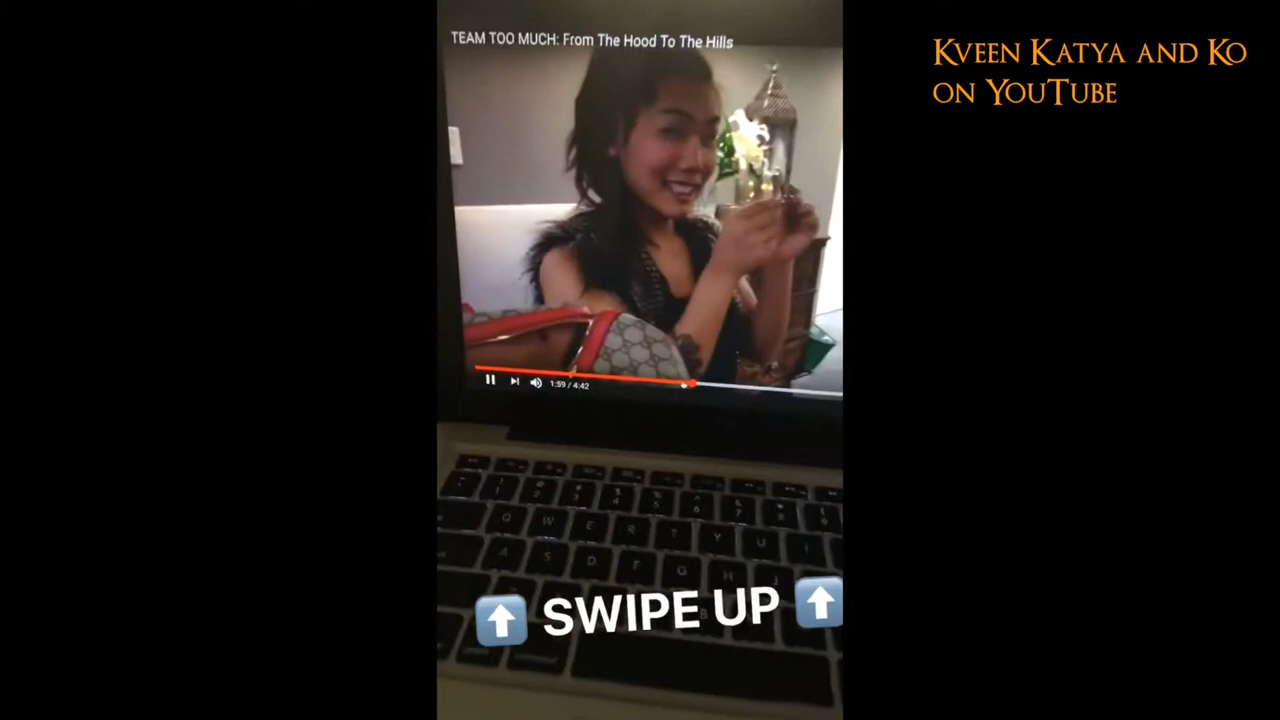 TEAM TOO MUCH: From The Hood To The Hills
KVEEN KATYA AND KO
ON YOUTUBE
1:59 / 4:42
Q W E R T Y U I
A S D F G H J
B
⬆ SWIPE UP ⬆